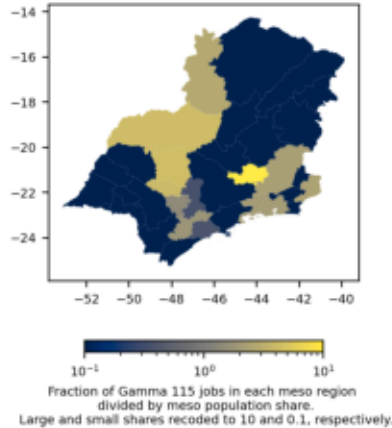 −14
−16
−18
−20
−22
−24
−52 −50 −48 −46 −44 −42 −40
10⁻¹ 10⁰ 10¹
Fraction of Gamma 115 jobs in each meso region
divided by meso population share.
Large and small shares recoded to 10 and 0.1, respectively.